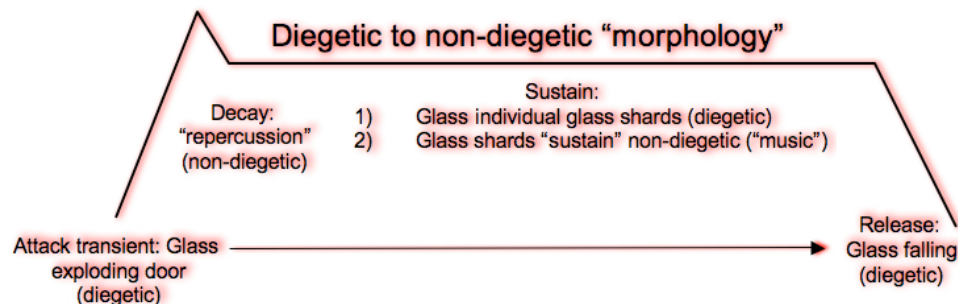 Diegetic to non-diegetic “morphology”
Sustain:
Decay:
“repercussion”
(non-diegetic)
1) Glass individual glass shards (diegetic)
2) Glass shards “sustain” non-diegetic (“music”)
Attack transient: Glass
exploding door
(diegetic)
Release:
Glass falling
(diegetic)